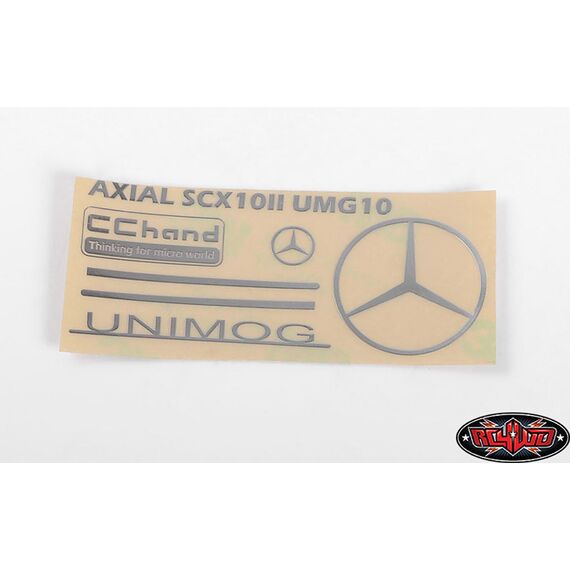 AXIAL SCX10II UMG10
CChand
Thinking for micro world
UNIMOG
RC4WD